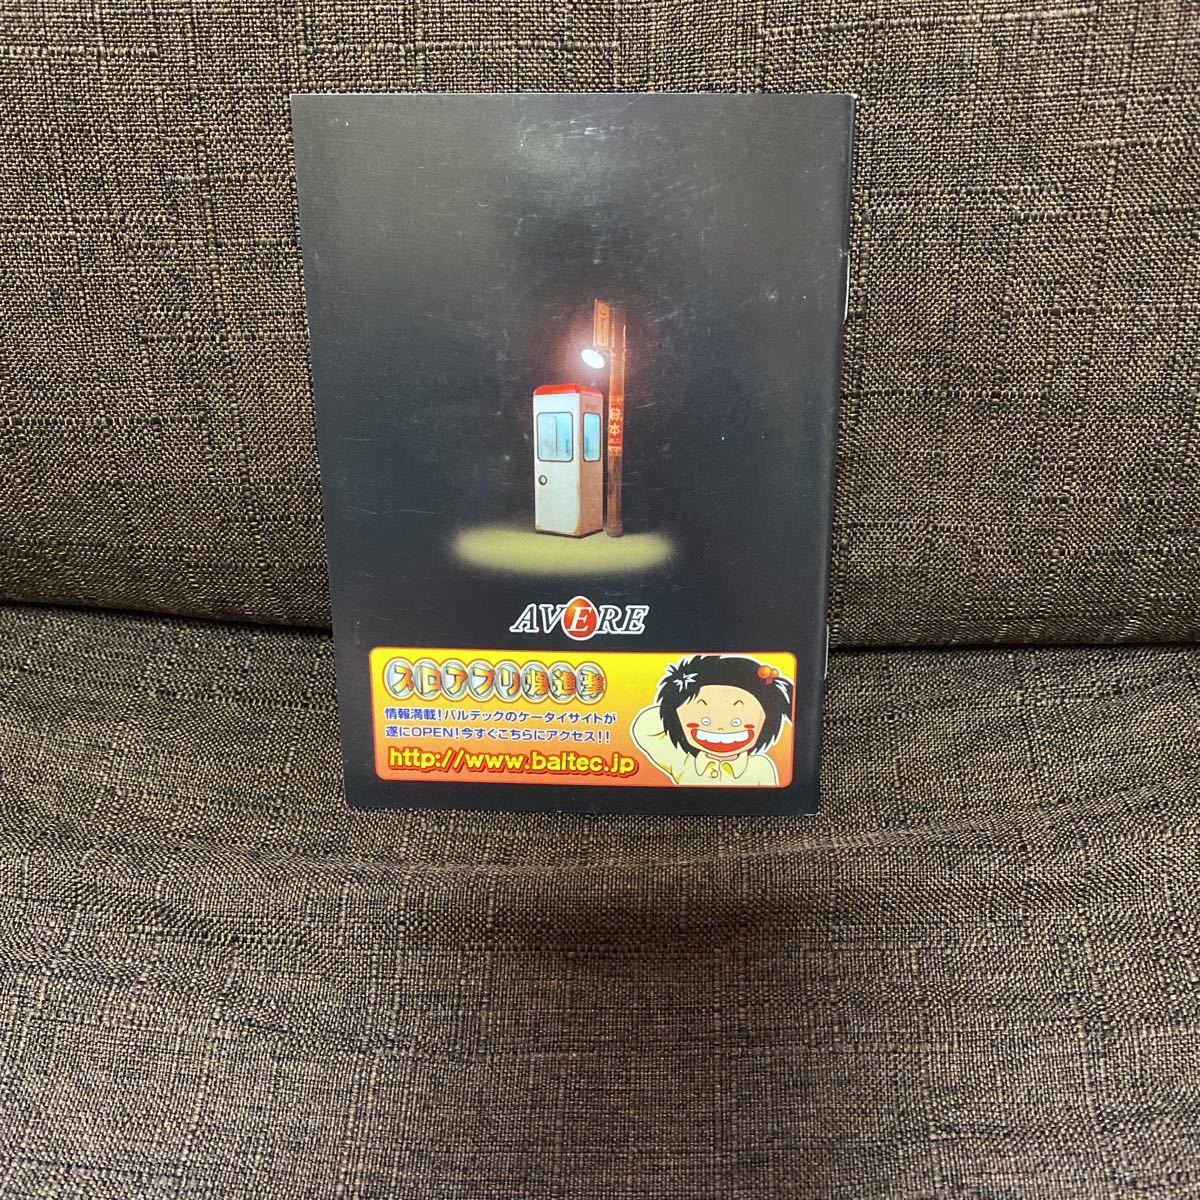 AVERE
スロアプリ爆進撃
情報満載!バルテックのケータイサイトが
遂にOPEN!今すぐこちらにアクセス!!
http://www.baltec.jp